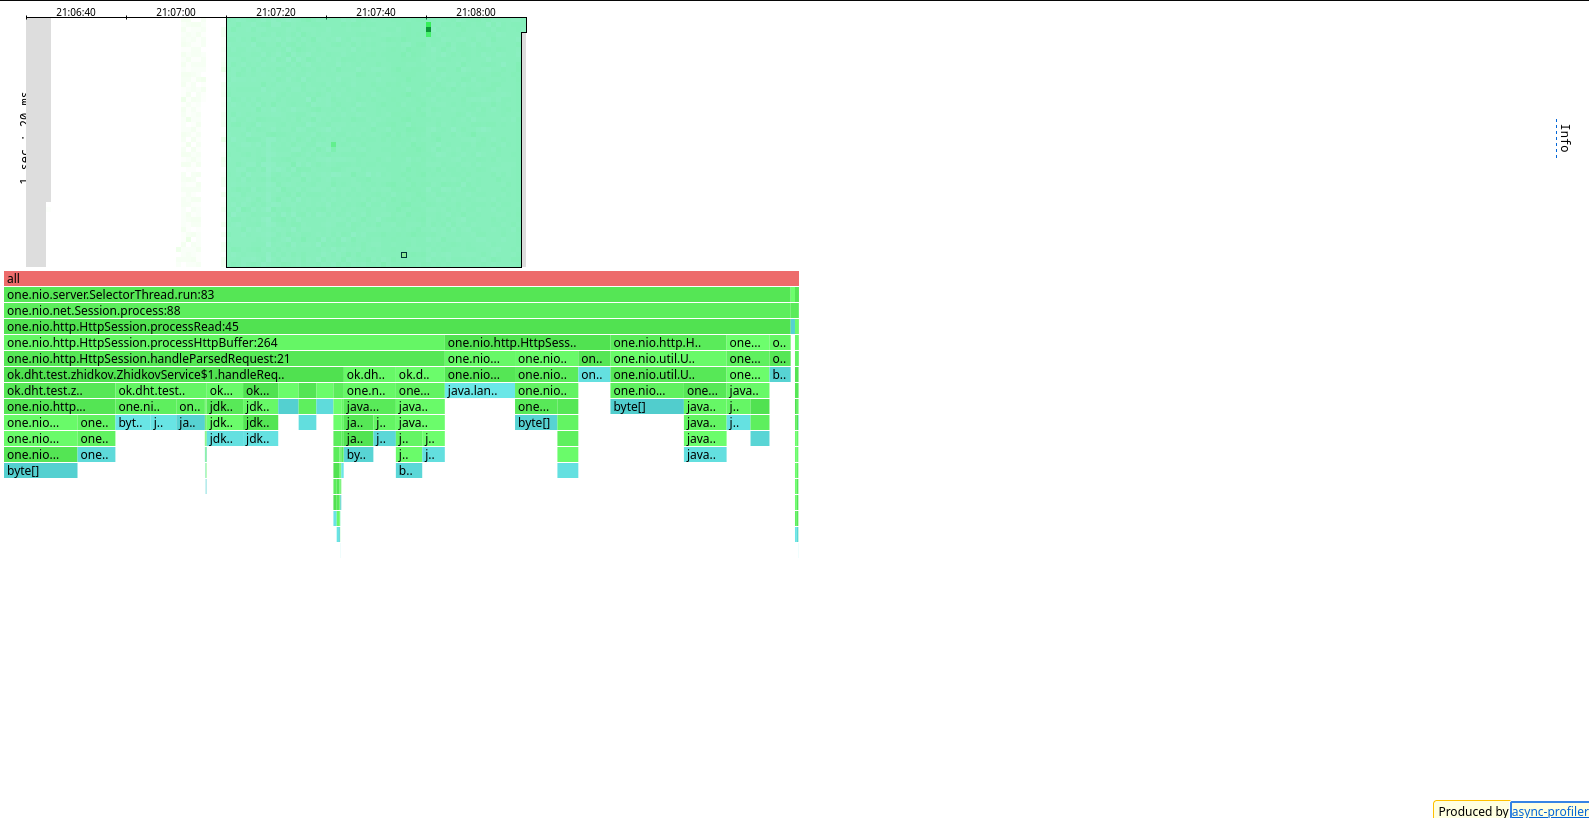 21:06:40 21:07:00 21:07:20 21:07:40 21:08:00
1 sec : 20 ms
Info
all
one.nio.server.SelectorThread.run:83
one.nio.net.Session.process:88
one.nio.http.HttpSession.processRead:45
one.nio.http.HttpSession.processHttpBuffer:264 one.nio.http.HttpSess.. one.nio.http.H.. one... o..
one.nio.http.HttpSession.handleParsedRequest:21 one.nio... one.nio.. on.. one.nio.util.U.. one... o..
ok.dht.test.zhidkov.ZhidkovService$1.handleReq.. ok.dh.. ok.d.. one.nio... one.nio.. on.. one.nio.util.U.. one... b..
ok.dht.test.z.. ok.dht.test.. ok... ok... one.n.. one... java.lan.. one.nio.. one.nio... one... java..
one.nio.http... one.ni.. on.. jdk.. jdk.. java... java.. one... byte[] java.. j..
one.nio... one.. byt.. j.. ja.. jdk.. jdk.. ja.. j.. java.. byte[] java.. j..
one.nio... one.. jdk.. jdk.. ja.. j.. j.. j.. java..
one.nio... one.. by.. j.. j.. java..
byte[] b..
Produced by async-profiler